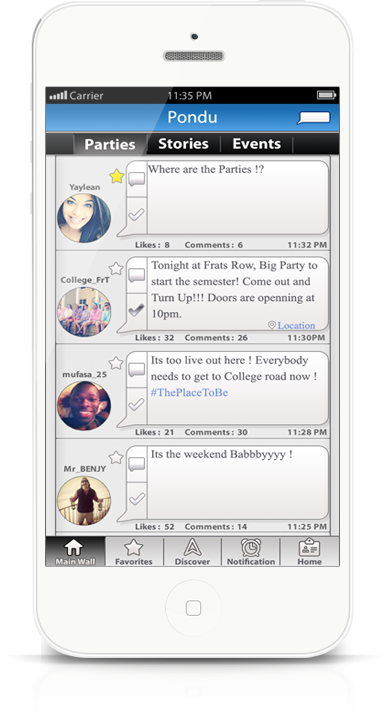 Carrier 11:35 PM
Pondu
Parties Stories Events
Yaylean
Where are the Parties !?
Likes : 8 Comments : 6 11:32 PM
College_FrT
Tonight at Frats Row, Big Party to
start the semester! Come out and
Turn Up!!! Doors are openning at
10pm.
Location
Likes : 32 Comments : 26 11:30PM
mufasa_25
Its too live out here ! Everybody
needs to get to College road now !
#ThePlaceToBe
Likes : 21 Comments : 30 11:28 PM
Mr_BENJY
Its the weekend Babbbyyyy !
Likes : 52 Comments : 14 11:25 PM
Main Wall Favorites Discover Notification Home